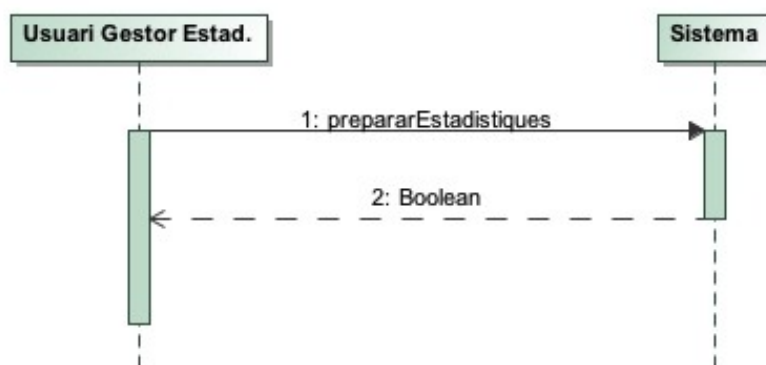 Usuari Gestor Estad.
Sistema
1: prepararEstadistiques
2: Boolean